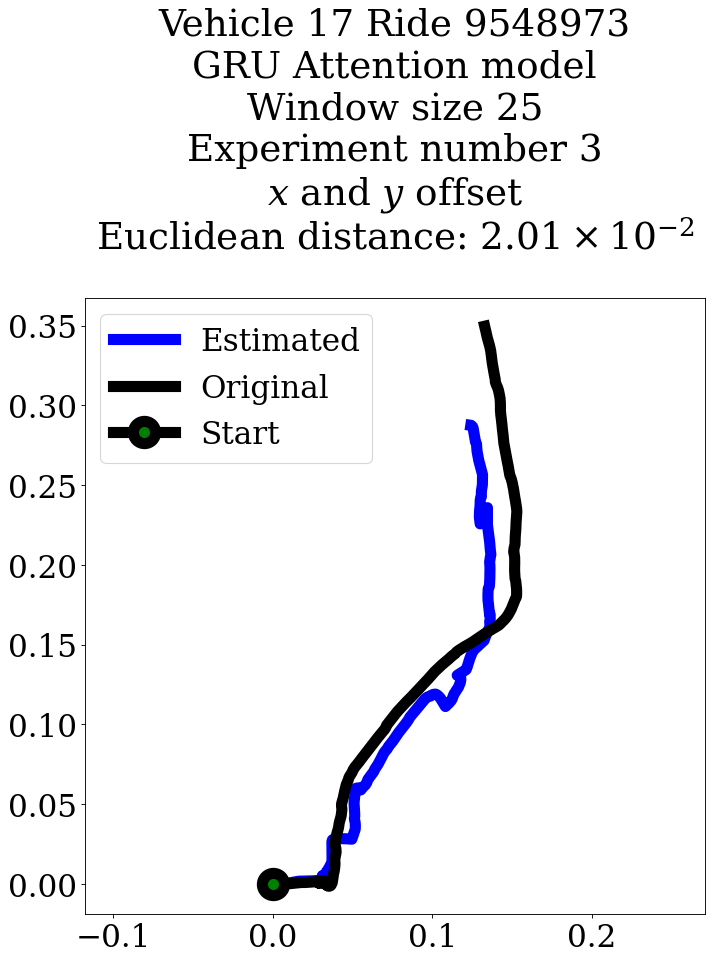 Vehicle 17 Ride 9548973
GRU Attention model
Window size 25
Experiment number 3
x and y offset
Euclidean distance: 2.01 × 10⁻²
Estimated
Original
Start
0.35
0.30
0.25
0.20
0.15
0.10
0.05
0.00
−0.1 0.0 0.1 0.2